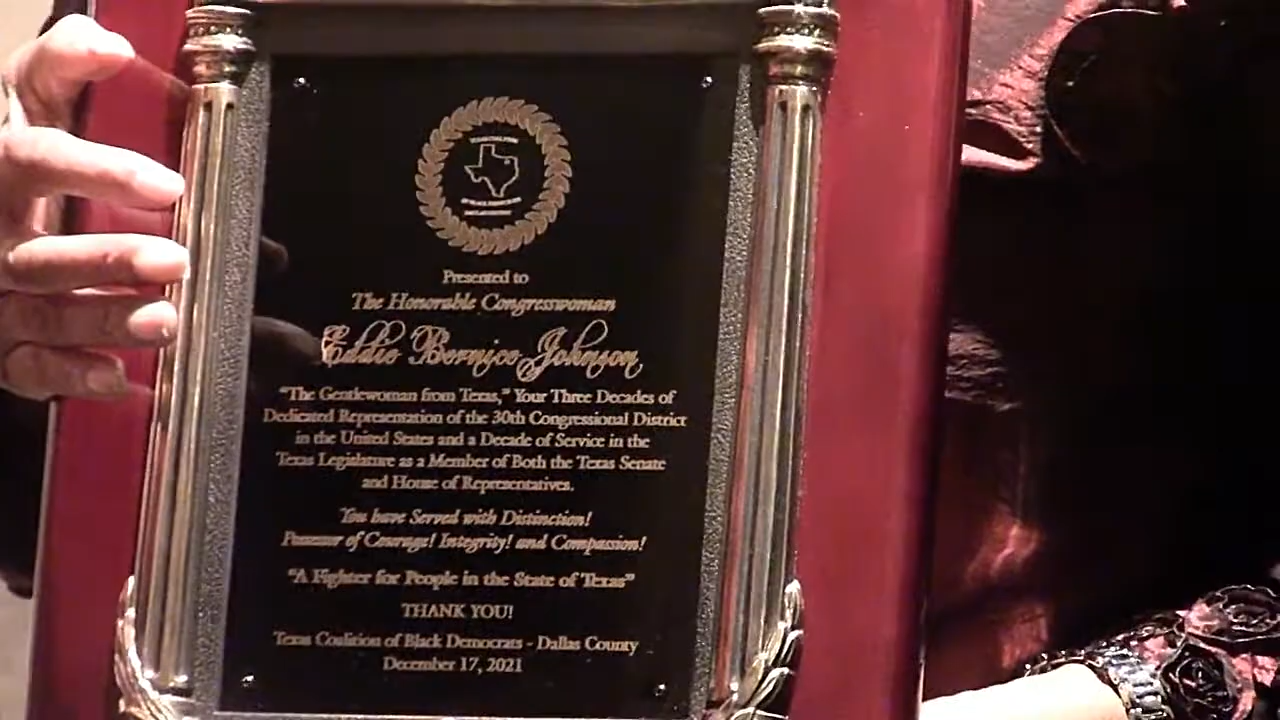 Presented to
The Honorable Congresswoman
Eddie Bernice Johnson
“The Gentlewoman from Texas,” Your Three Decades of
Dedicated Representation of the 30th Congressional District
in the United States and a Decade of Service in the
Texas Legislature as a Member of Both the Texas Senate
and House of Representatives.
You have Served with Distinction!
Possessor of Courage! Integrity! and Compassion!
“A Fighter for People in the State of Texas”
THANK YOU!
Texas Coalition of Black Democrats - Dallas County
December 17, 2021